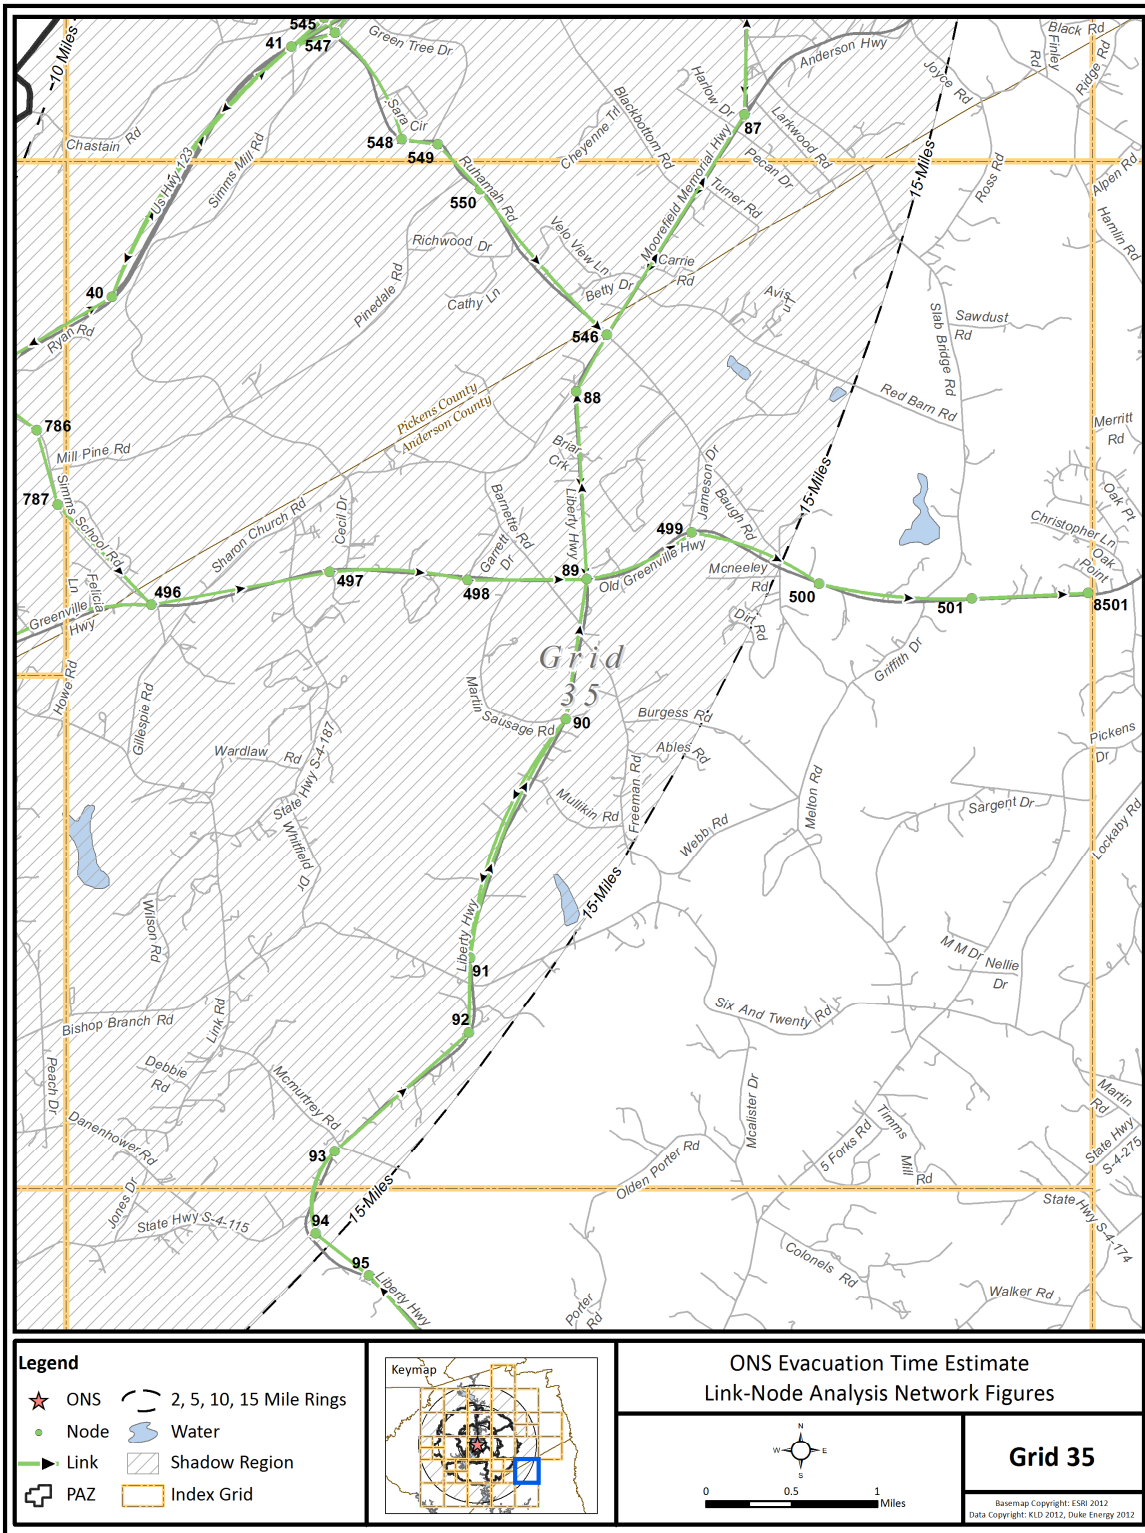 545
41
547
Green Tree Dr
-10 Miles
Chastain Rd
Us Hwy 123
Simms Mill Rd
Sara Cir
548
549
550
Ruhamah Rd
Richwood Dr
Pinedale Rd
Cathy Ln
Velo View Ln
Betty Dr
Cheyenne Trl
Blackbottom Rd
Harlow Dr
Anderson Hwy
87
Larkwood Rd
Pecan Dr
Turner Rd
Moorefield Memorial Hwy
Carrie
Rd
Joyce Rd
Black Rd
Finley
Rd
Ridge Rd
15-Miles
Ross Rd
Alpen Rd
Hamlin Rd
40
Ryan Rd
546
88
Avis
Ln
Slab Bridge Rd
Sawdust
Rd
Red Barn Rd
Pickens County
Anderson County
786
Mill Pine Rd
787
Simms School Rd
Sharon Church Rd
Cecil Dr
Barnette Rd
Garrett
Dr
Briar
Crk
Liberty Hwy
Jameson Dr
Baugh Rd
15-Miles
Merritt
Rd
Oak Pt
Christopher Ln
Oak
Point
499
Old Greenville Hwy
Mcneeley
Rd
Felicia
Ln
Greenville
Hwy
496
497
498
89
500
501
8501
Dirt Rd
Griffith Dr
Grid
35
Howe Rd
Gillespie Rd
Martin
Sausage Rd
90
Burgess Rd
Ables Rd
Freeman Rd
Wardlaw Rd
State Hwy S-4-187
Whitfield
Dr
Mullikin Rd
Webb Rd
Melton Rd
Pickens
Dr
Sargent Dr
Lockaby Rd
15-Miles
Wilson Rd
Liberty Hwy
91
92
M M Dr
Nellie
Dr
Bishop Branch Rd
Link Rd
Six And Twenty Rd
Peach Dr
Debbie
Rd
Mcmurtrey Rd
Danenhower Rd
Mcalister Dr
5 Forks Rd
Timms
Mill
Rd
Martin
Rd
State Hwy
S-4-275
93
Olden Porter Rd
Jones Dr
State Hwy S-4-115
94
15-Miles
95
Liberty Hwy
State
Hwy S-4-174
Colonels Rd
Porter
Rd
Walker Rd
Legend
ONS
2, 5, 10, 15 Mile Rings
Node
Water
Link
Shadow Region
PAZ
Index Grid
Keymap
ONS Evacuation Time Estimate
Link-Node Analysis Network Figures
N
W E
S
0 0.5 1
Miles
Grid 35
Basemap Copyright: ESRI 2012
Data Copyright: KLD 2012, Duke Energy 2012